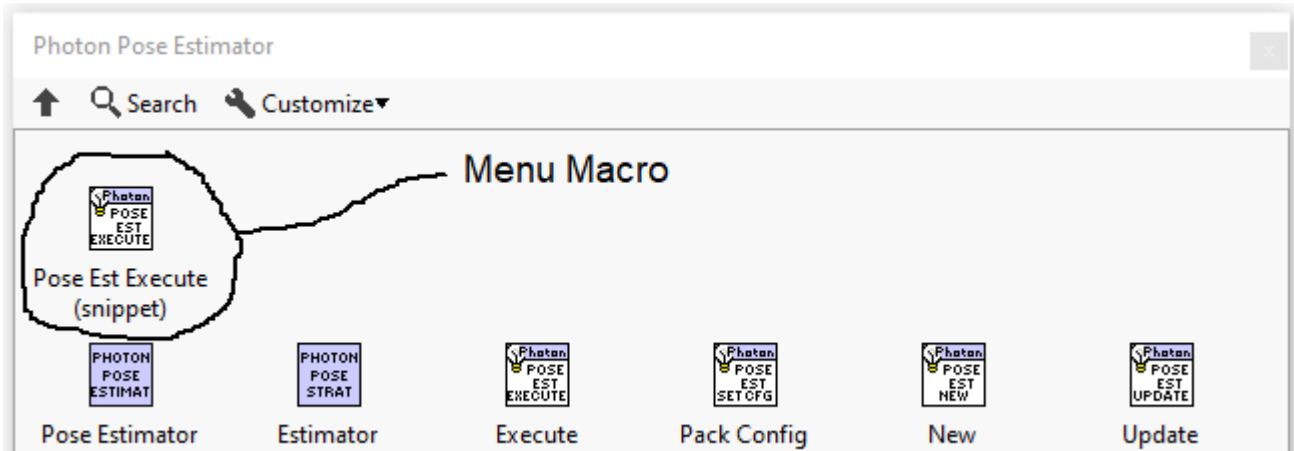 Photon Pose Estimator
x
Search Customize
Menu Macro
Photon
POSE
EST
EXECUTE
Pose Est Execute
(snippet)
PHOTON
POSE
ESTIMAT
PHOTON
POSE
STRAT
Photon
POSE
EST
EXECUTE
Photon
POSE
EST
SETCFG
Photon
POSE
EST
NEW
Photon
POSE
EST
UPDATE
Pose Estimator Estimator Execute Pack Config New Update